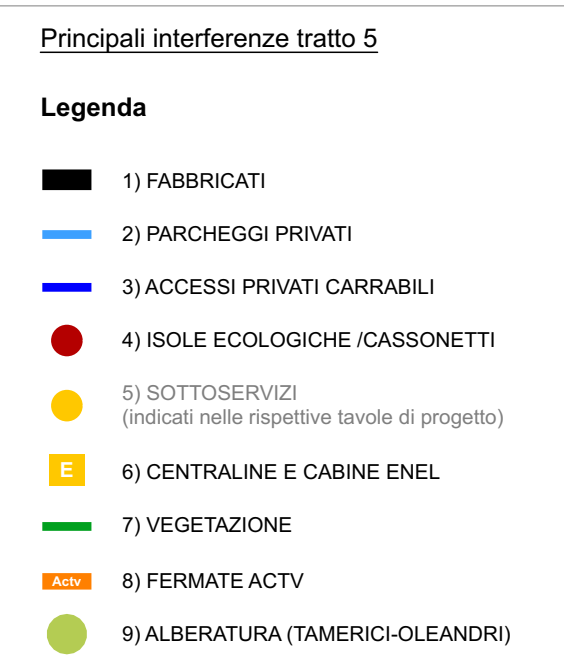 Principali interferenze tratto 5
Legenda
1) FABBRICATI
2) PARCHEGGI PRIVATI
3) ACCESSI PRIVATI CARRABILI
4) ISOLE ECOLOGICHE /CASSONETTI
5) SOTTOSERVIZI
(indicati nelle rispettive tavole di progetto)
E 6) CENTRALINE E CABINE ENEL
7) VEGETAZIONE
Actv 8) FERMATE ACTV
9) ALBERATURA (TAMERICI-OLEANDRI)